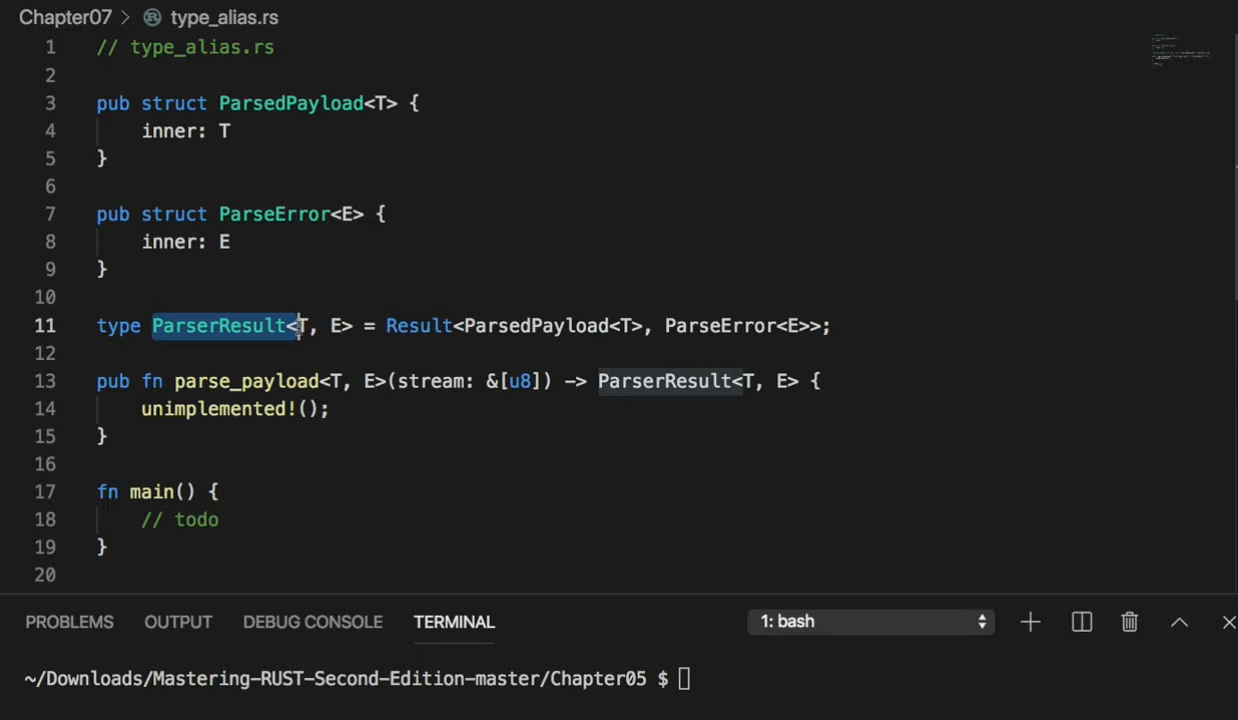 Chapter07 > type_alias.rs
1 // type_alias.rs
2
3 pub struct ParsedPayload<T> {
4 inner: T
5 }
6
7 pub struct ParseError<E> {
8 inner: E
9 }
10
11 type ParserResult<T, E> = Result<ParsedPayload<T>, ParseError<E>>;
12
13 pub fn parse_payload<T, E>(stream: &[u8]) -> ParserResult<T, E> {
14 unimplemented!();
15 }
16
17 fn main() {
18 // todo
19 }
20
PROBLEMS OUTPUT DEBUG CONSOLE TERMINAL 1: bash
~/Downloads/Mastering-RUST-Second-Edition-master/Chapter05 $